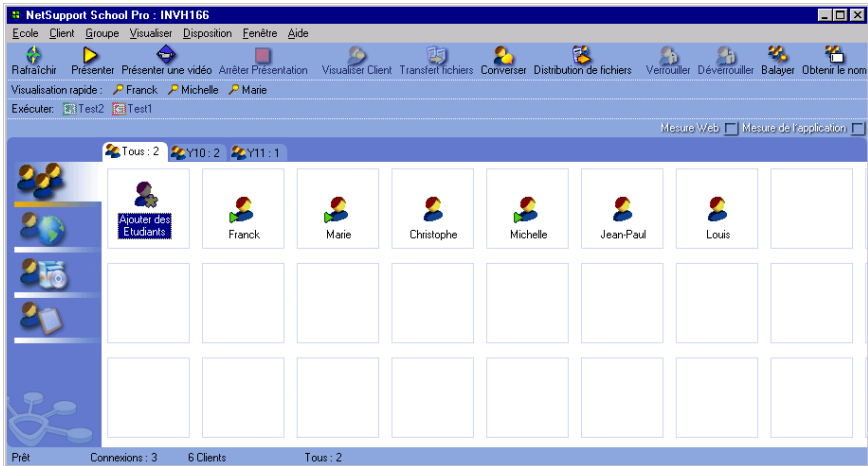 NetSupport School Pro : INVH166
Ecole Client Groupe Visualiser Disposition Fenêtre Aide
Rafraîchir Présenter Présenter une vidéo Arrêter Présentation Visualiser Client Transfert fichiers Converser Distribution de fichiers Verrouiller Déverrouiller Balayer Obtenir le nom
Visualisation rapide : Franck Michelle Marie
Exécuter: Test2 Test1
Mesure Web Mesure de l'application
Tous : 2 Y10 : 2 Y11 : 1
Ajouter des
Etudiants
Franck Marie Christophe Michelle Jean-Paul Louis
Prêt Connexions : 3 6 Clients Tous : 2